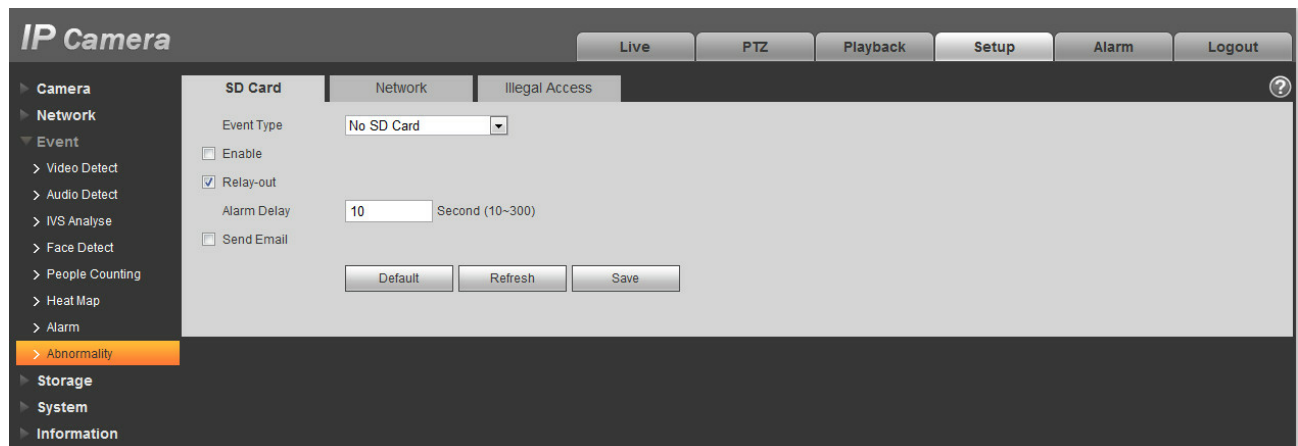 IP Camera
Live PTZ Playback Setup Alarm Logout
Camera
Network
Event
Video Detect
Audio Detect
IVS Analyse
Face Detect
People Counting
Heat Map
Alarm
Abnormality
Storage
System
Information
SD Card Network Illegal Access ?
Event Type No SD Card
Enable
Relay-out
Alarm Delay 10 Second (10~300)
Send Email
Default Refresh Save